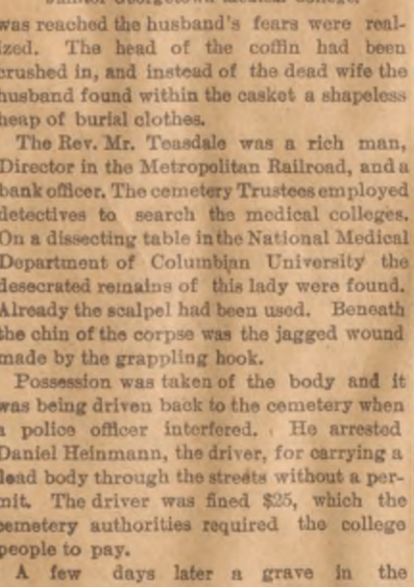 Georgetown Medical College.
was reached the husband's fears were real-
ized. The head of the coffin had been
crushed in, and instead of the dead wife the
husband found within the casket a shapeless
heap of burial clothes.
The Rev. Mr. Teasdale was a rich man,
Director in the Metropolitan Railroad, and a
bank officer. The cemetery Trustees employed
detectives to search the medical colleges.
On a dissecting table in the National Medical
Department of Columbian University the
desecrated remains of this lady were found.
Already the scalpel had been used. Beneath
the chin of the corpse was the jagged wound
made by the grappling hook.
Possession was taken of the body and it
was being driven back to the cemetery when
a police officer interfered. He arrested
Daniel Heinmann, the driver, for carrying a
dead body through the streets without a per-
mit. The driver was fined $25, which the
cemetery authorities required the college
people to pay.
A few days later a grave in the